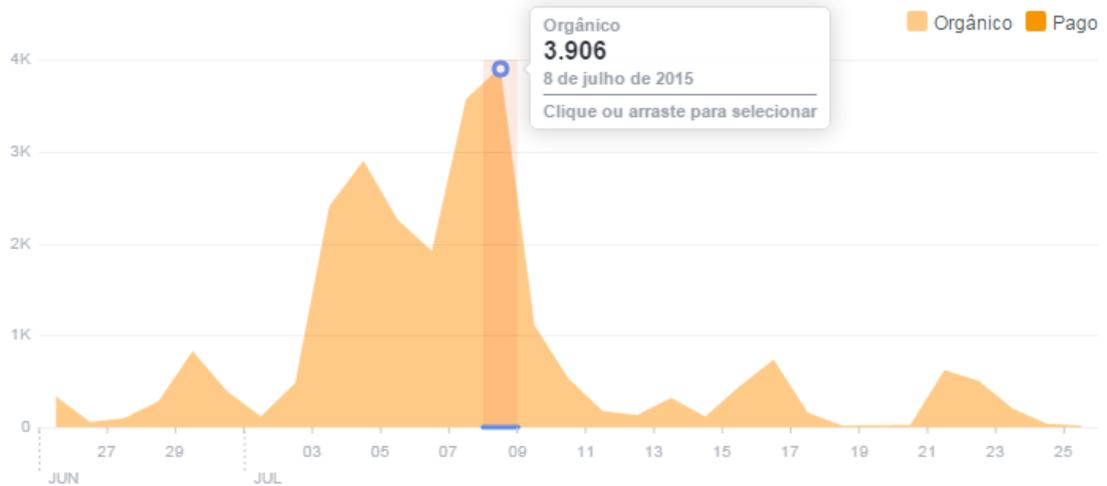 Orgânico Pago
Orgânico
3.906
8 de julho de 2015
Clique ou arraste para selecionar
4K
3K
2K
1K
0
27 29 03 05 07 09 11 13 15 17 19 21 23 25
JUN JUL